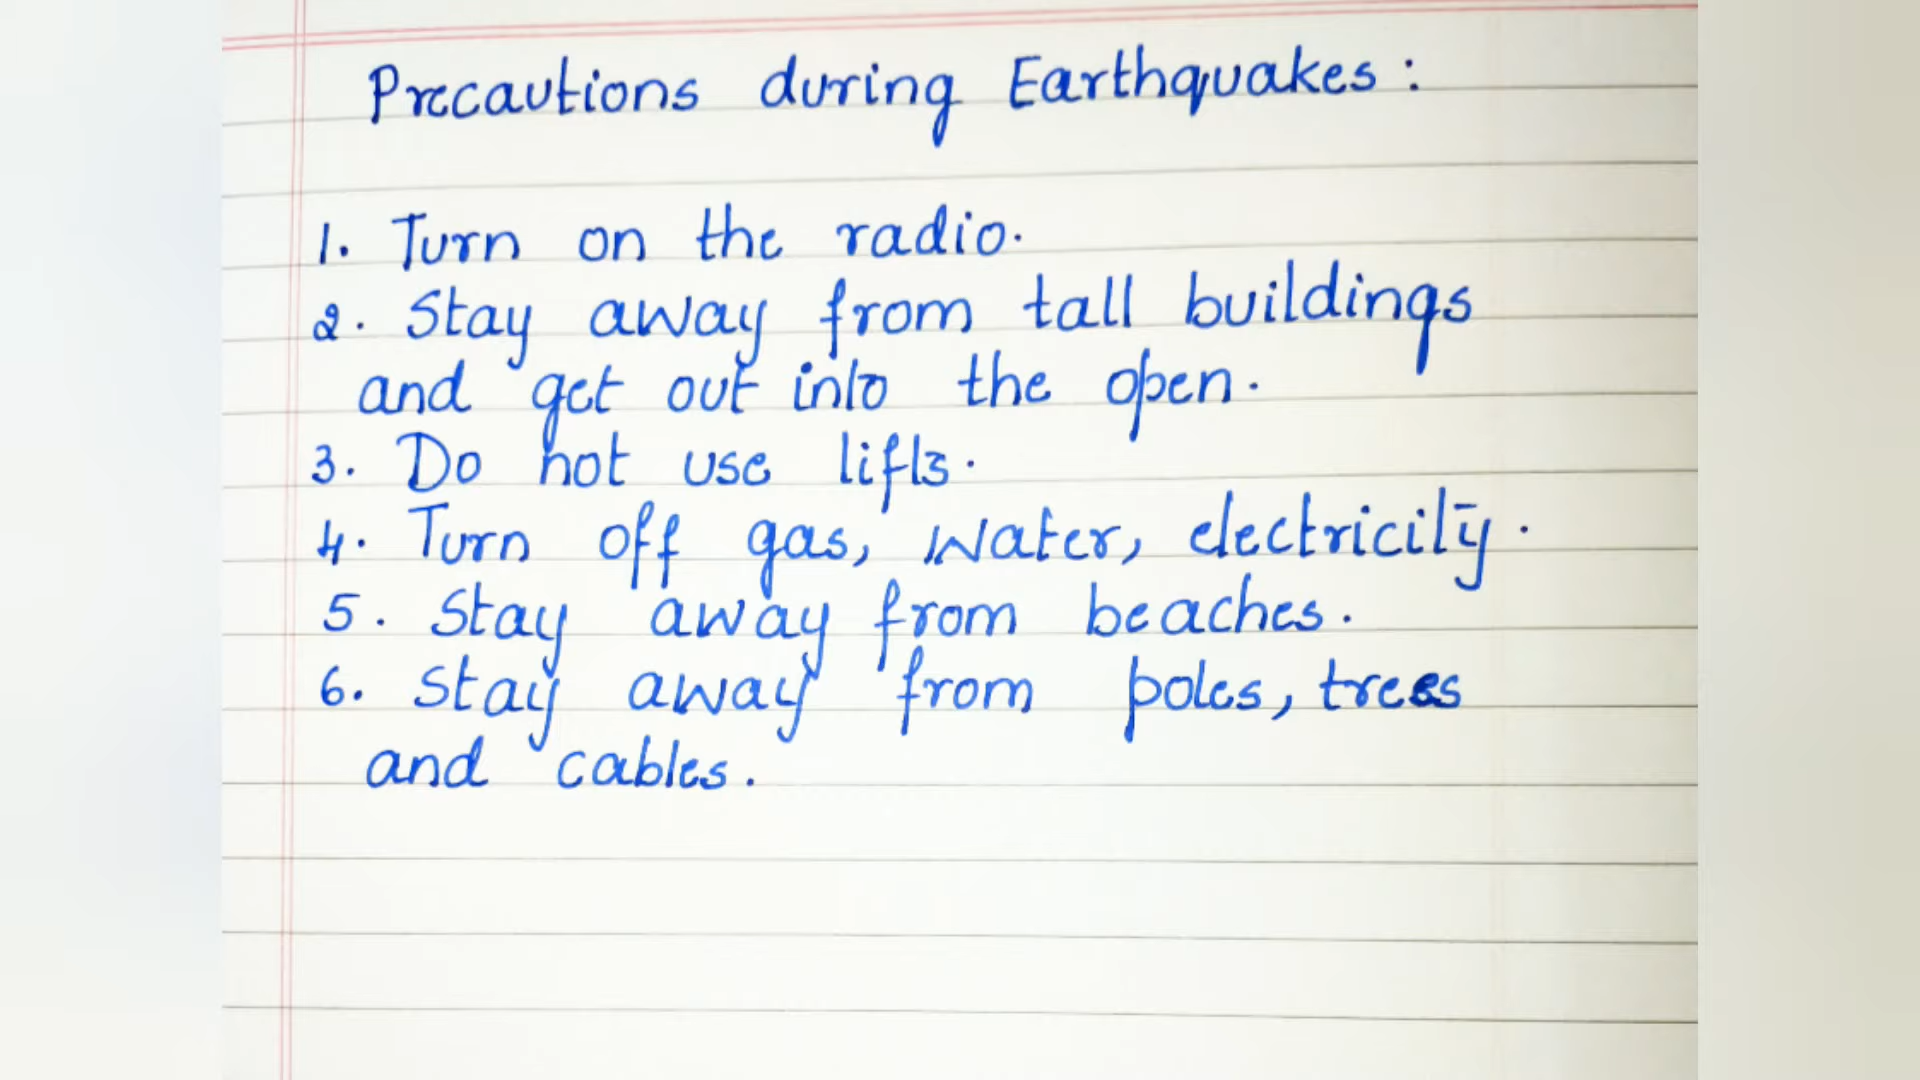 Precautions during Earthquakes:
1. Turn on the radio.
2. Stay away from tall buildings
and get out into the open.
3. Do not use lifts.
4. Turn off gas, water, electricity.
5. Stay away from beaches.
6. Stay away from poles, trees
and cables.